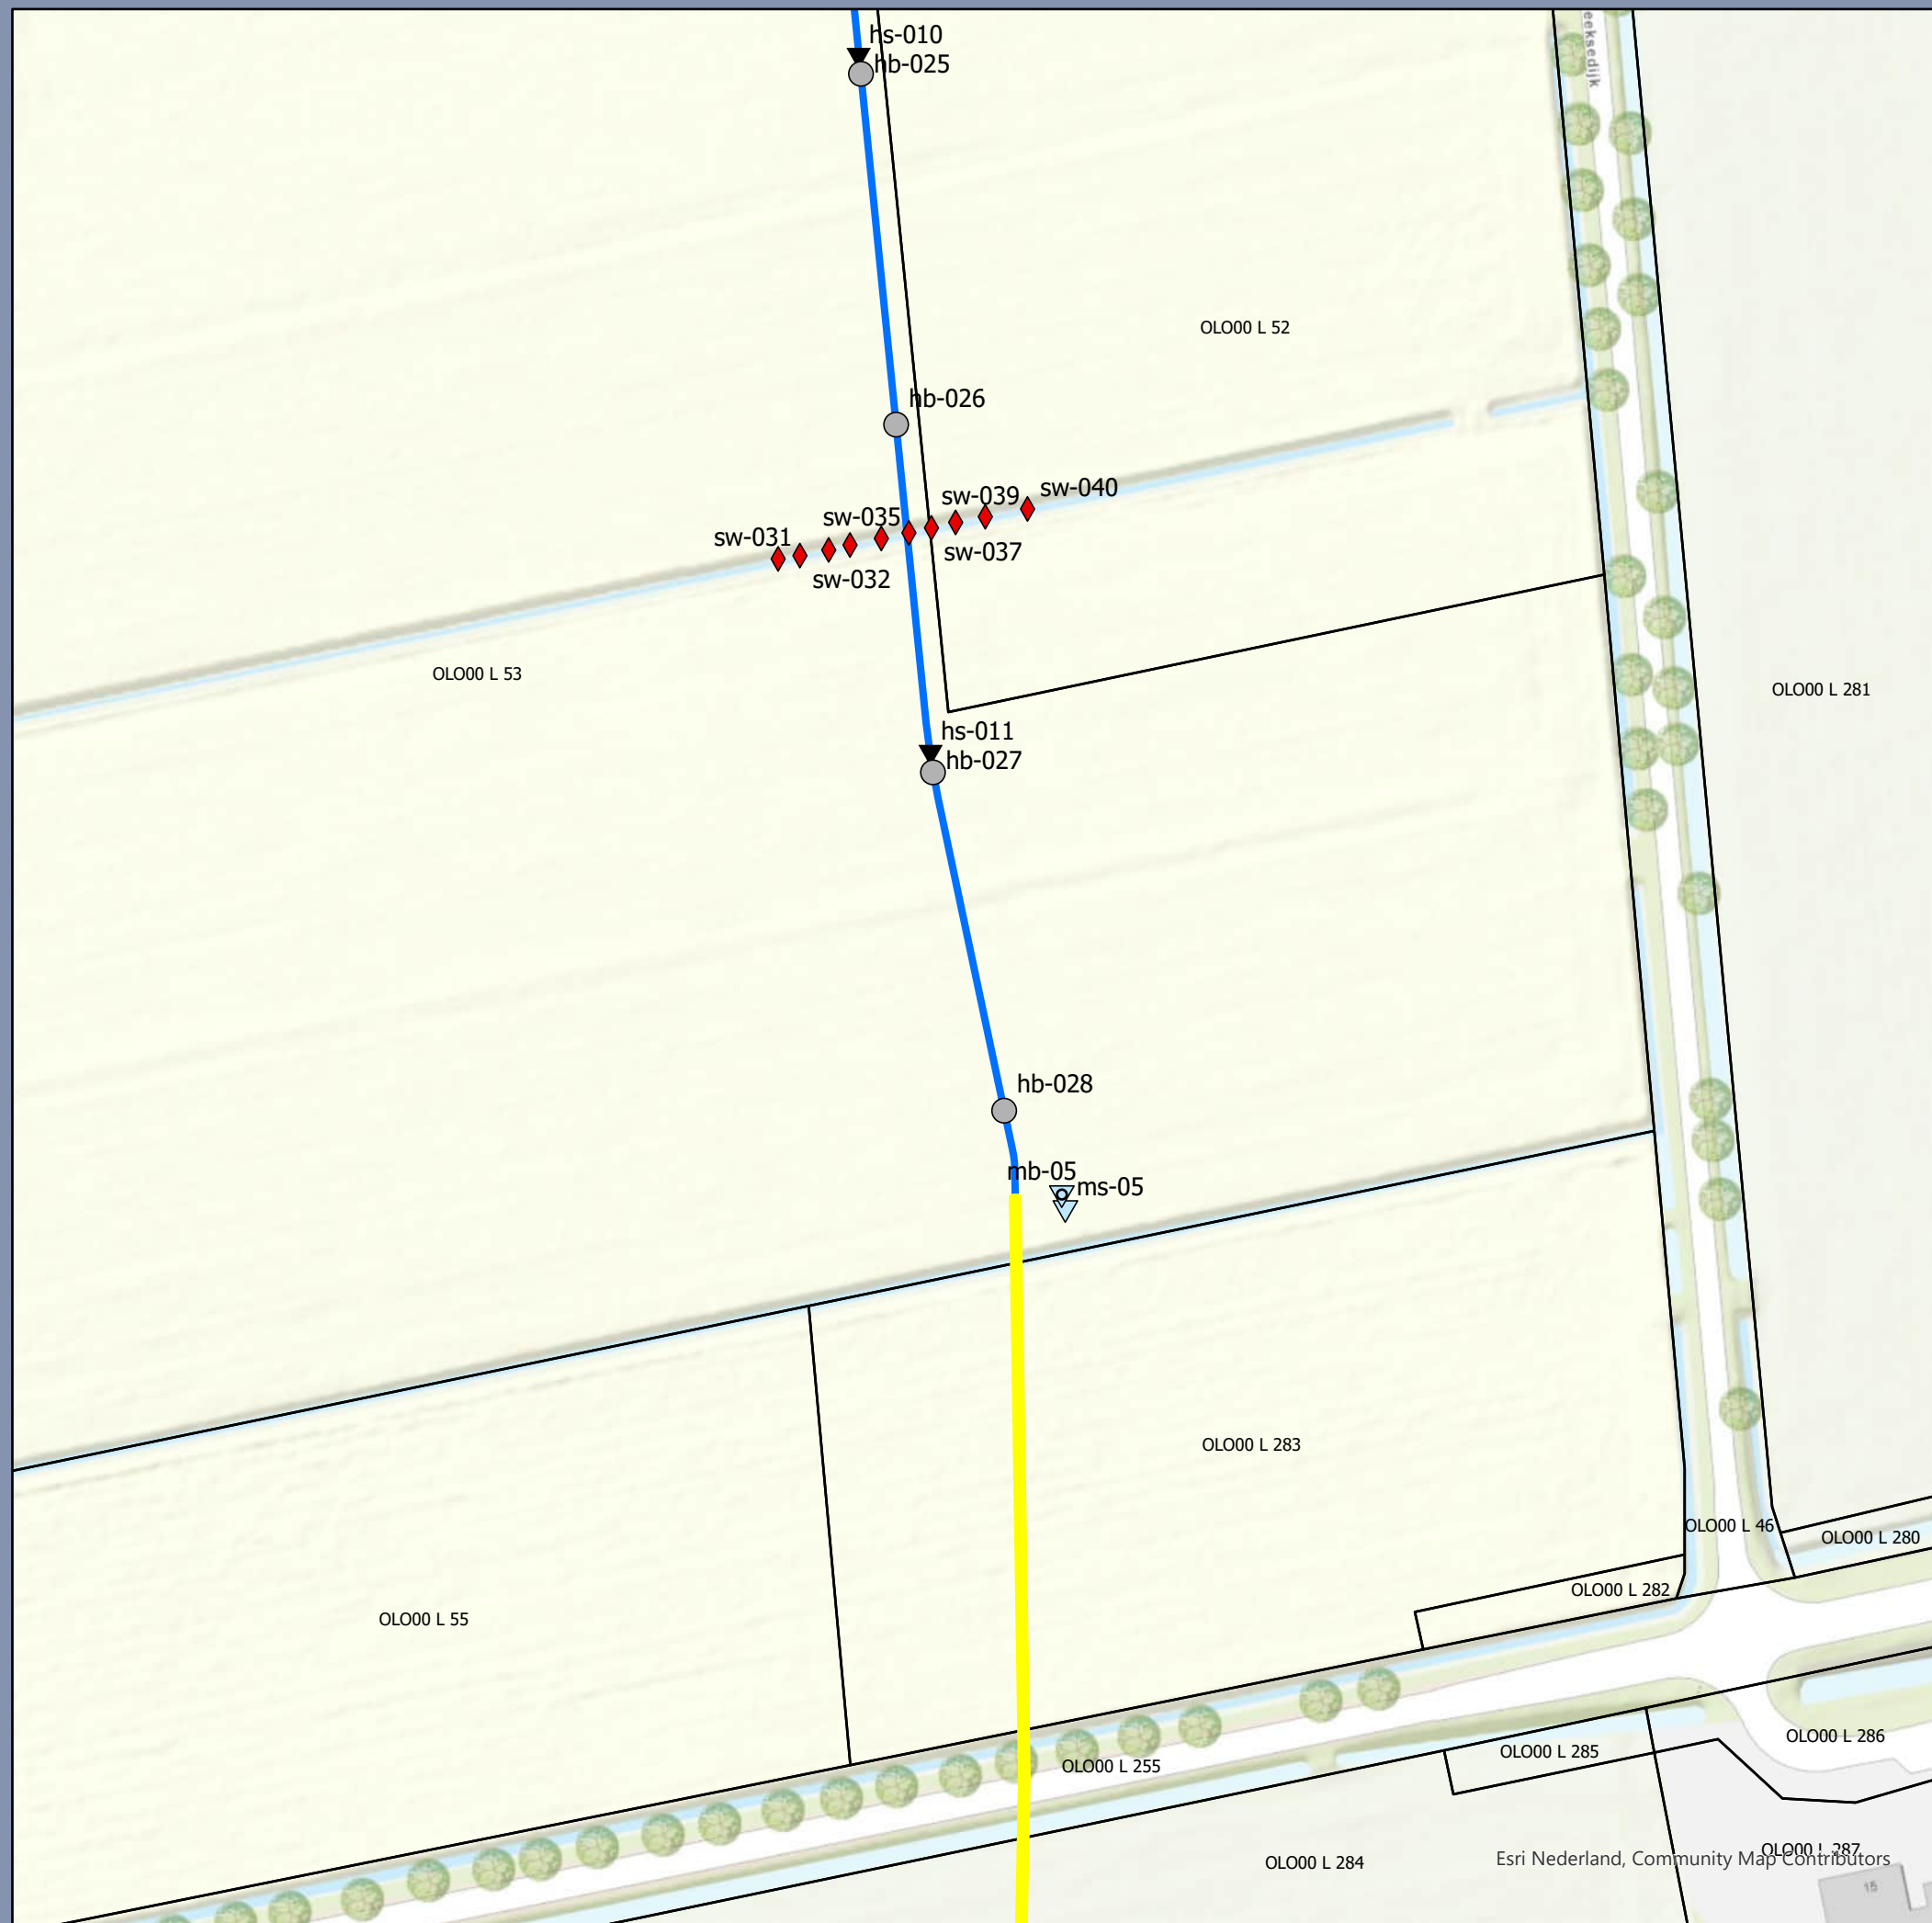 hs-010
hb-025
eeksedijk
OLO00 L 52
hb-026
sw-040
sw-039
sw-035
sw-031
sw-037
sw-032
OLO00 L 53
OLO00 L 281
hs-011
hb-027
hb-028
mb-05
ms-05
OLO00 L 283
OLO00 L 46
OLO00 L 280
OLO00 L 282
OLO00 L 55
OLO00 L 286
OLO00 L 285
OLO00 L 255
OLO00 L 287
OLO00 L 284
Esri Nederland, Community Map Contributors
15